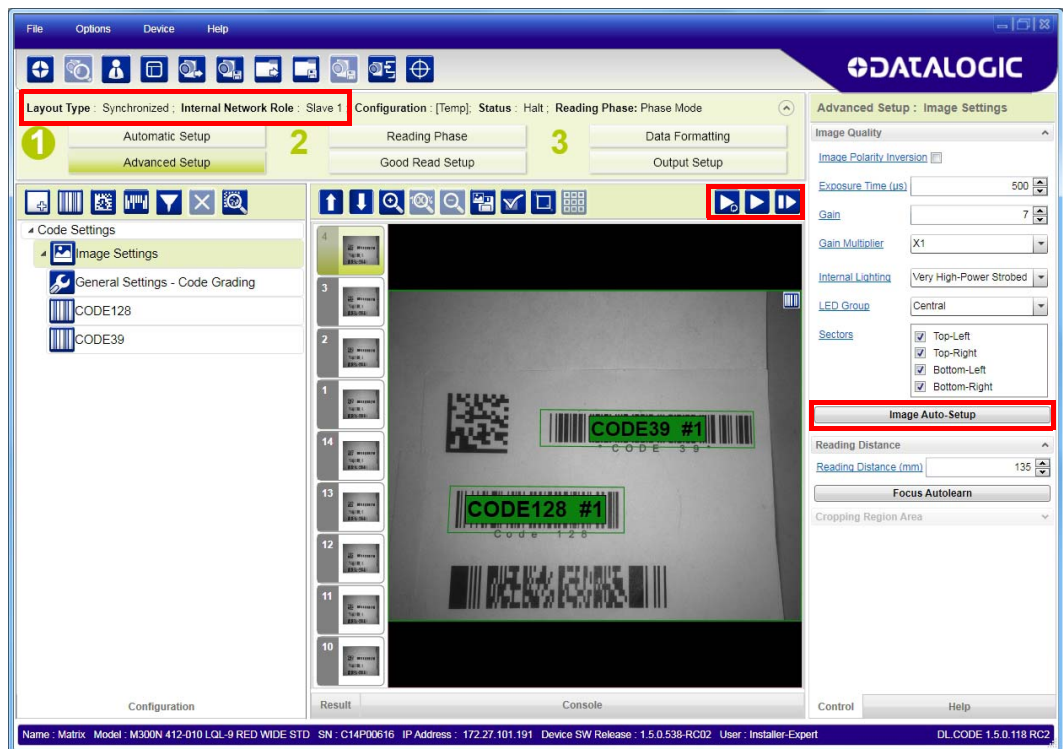 File Options Device Help
DATALOGIC
Layout Type : Synchronized ; Internal Network Role : Slave 1 Configuration : [Temp]; Status : Halt ; Reading Phase: Phase Mode
1 Automatic Setup 2 Reading Phase 3 Data Formatting
Advanced Setup Good Read Setup Output Setup
Code Settings
Image Settings
General Settings - Code Grading
CODE128
CODE39
Configuration
4
3
2
1
14
13
12
11
10
CODE39 #1
* C O D E 3 9 *
CODE128 #1
C o d e 1 2 8
Result Console
Advanced Setup : Image Settings
Image Quality
Image Polarity Inversion
Exposure Time (µs) 500
Gain 7
Gain Multiplier X1
Internal Lighting Very High-Power Strobed
LED Group Central
Sectors Top-Left
Top-Right
Bottom-Left
Bottom-Right
Image Auto-Setup
Reading Distance
Reading Distance (mm) 135
Focus Autolearn
Cropping Region Area
Control Help
Name : Matrix Model : M300N 412-010 LQL-9 RED WIDE STD SN : C14P00616 IP Address : 172.27.101.191 Device SW Release : 1.5.0.538-RC02 User : Installer-Expert DL.CODE 1.5.0.118 RC2